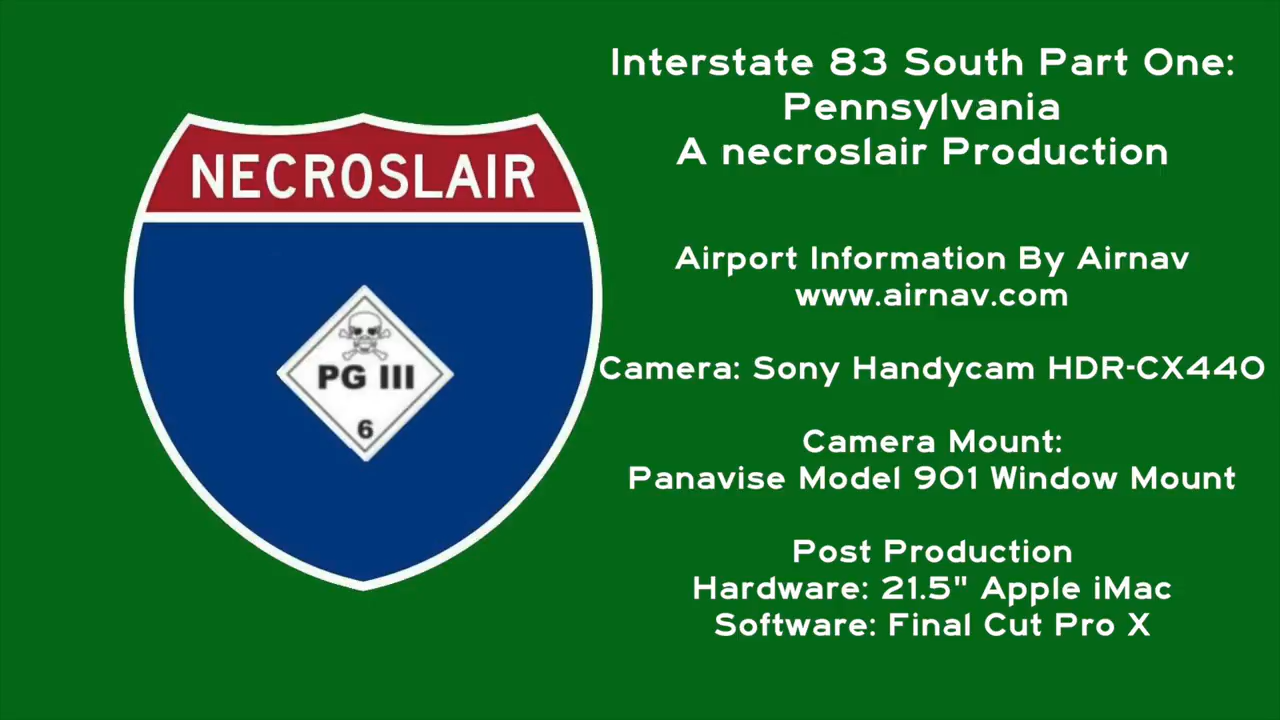 NECROSLAIR
PG III
6
Interstate 83 South Part One:
Pennsylvania
A necroslair Production
Airport Information By Airnav
www.airnav.com
Camera: Sony Handycam HDR-CX440
Camera Mount:
Panavise Model 901 Window Mount
Post Production
Hardware: 21.5" Apple iMac
Software: Final Cut Pro X